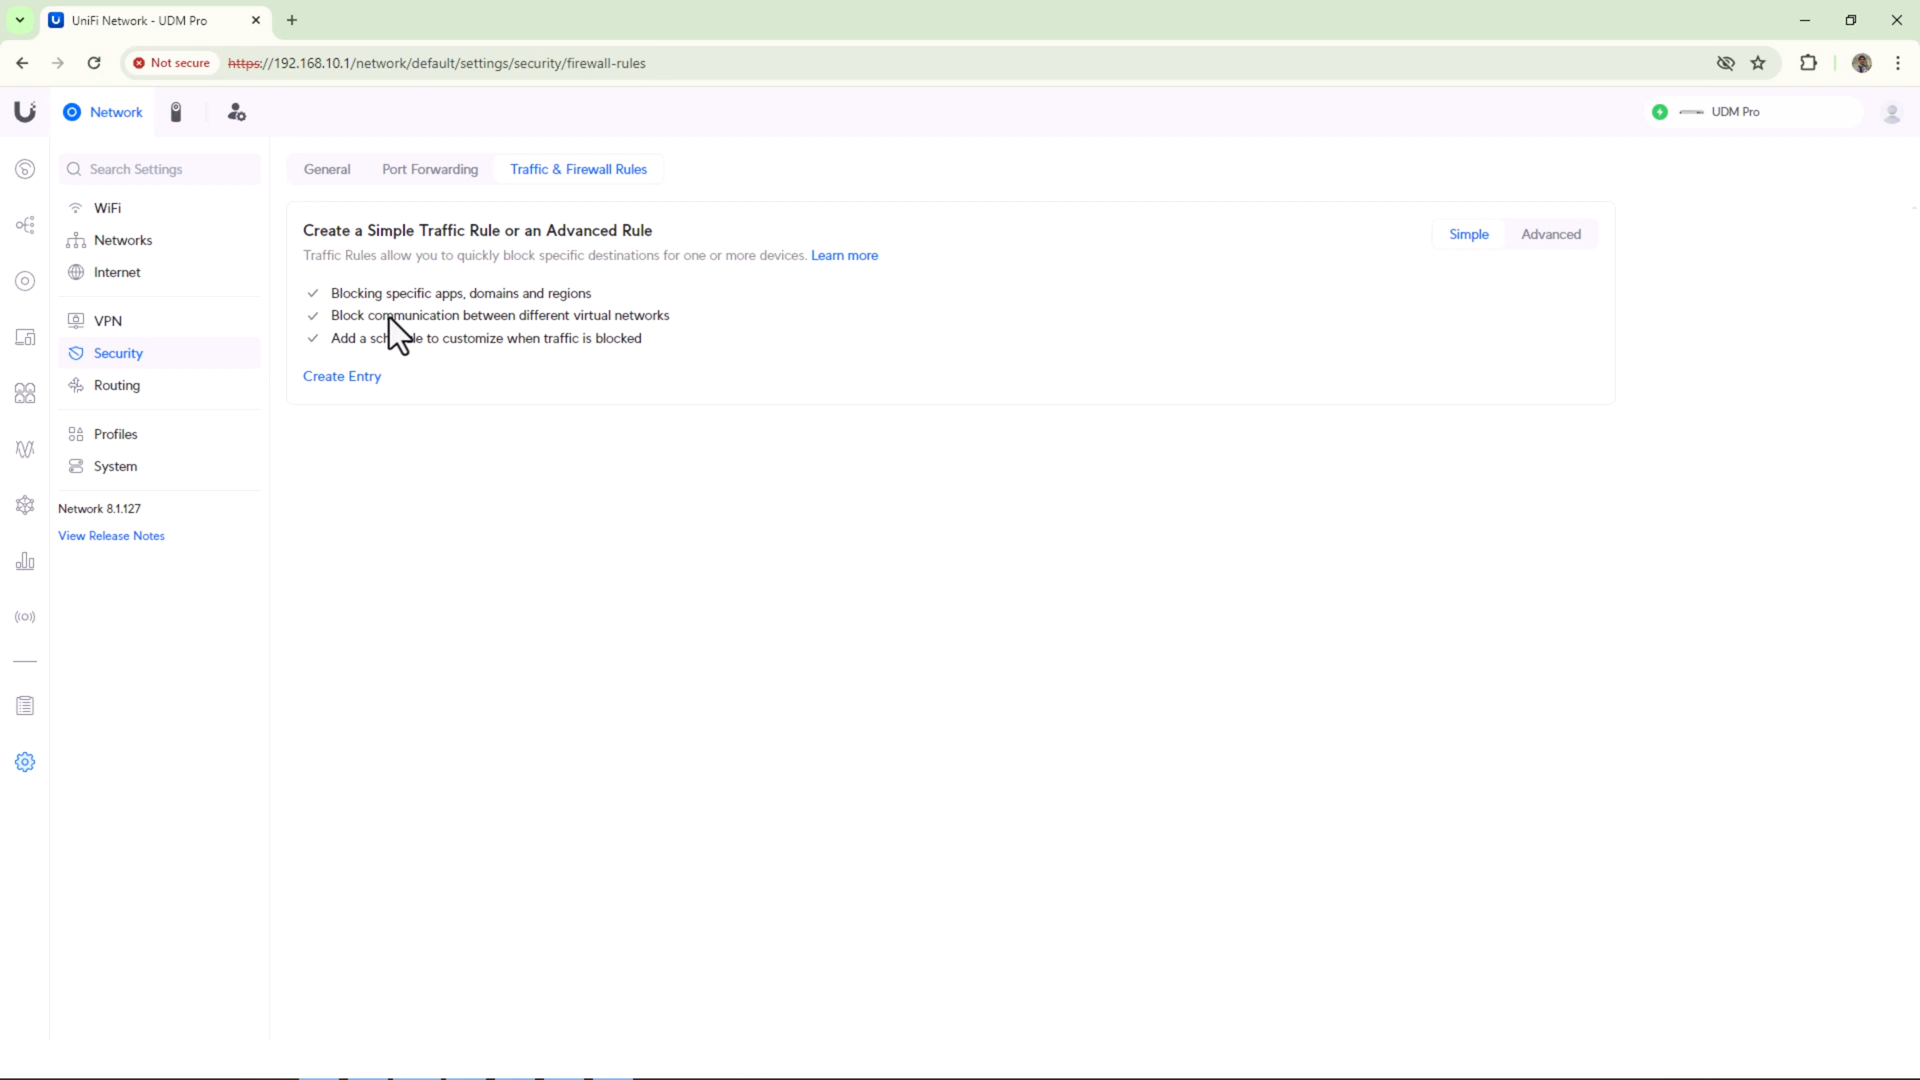 UniFi Network - UDM Pro
Not secure
https://192.168.10.1/network/default/settings/security/firewall-rules
Network
UDM Pro
Search Settings
WiFi
Networks
Internet
VPN
Security
Routing
Profiles
System
Network 8.1.127
View Release Notes
General
Port Forwarding
Traffic & Firewall Rules
Create a Simple Traffic Rule or an Advanced Rule
Simple
Advanced
Traffic Rules allow you to quickly block specific destinations for one or more devices. Learn more
Blocking specific apps, domains and regions
Block communication between different virtual networks
Add a schedule to customize when traffic is blocked
Create Entry